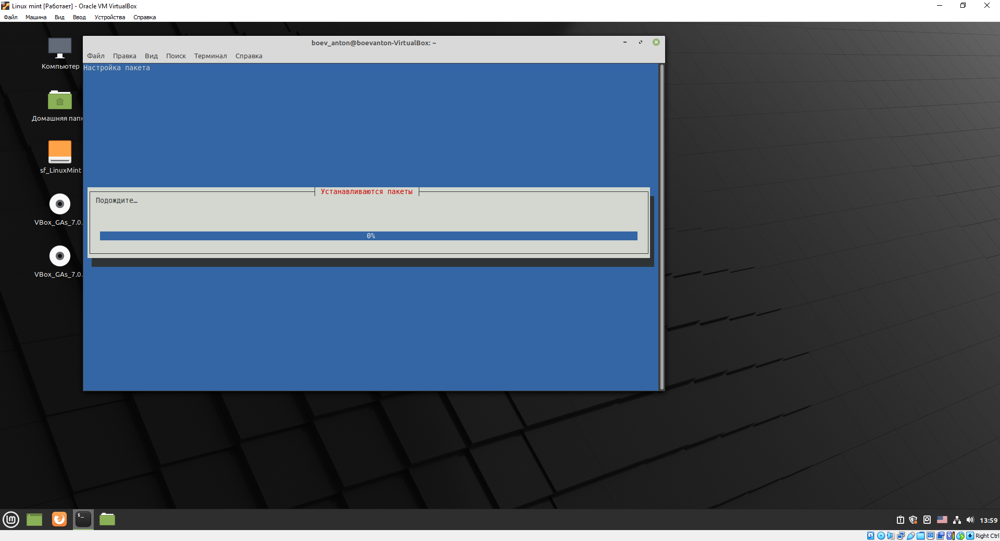 Linux mint [Работает] - Oracle VM VirtualBox
Файл Машина Вид Ввод Устройства Справка
Компьютер
Домашняя папк
sf_LinuxMint
VBox_GAs_7.0.
VBox_GAs_7.0.
boev_anton@boevanton-VirtualBox: ~
Файл Правка Вид Поиск Терминал Справка
Настройка пакета
Устанавливаются пакеты
Подождите…
0%
13:59
Right Ctrl